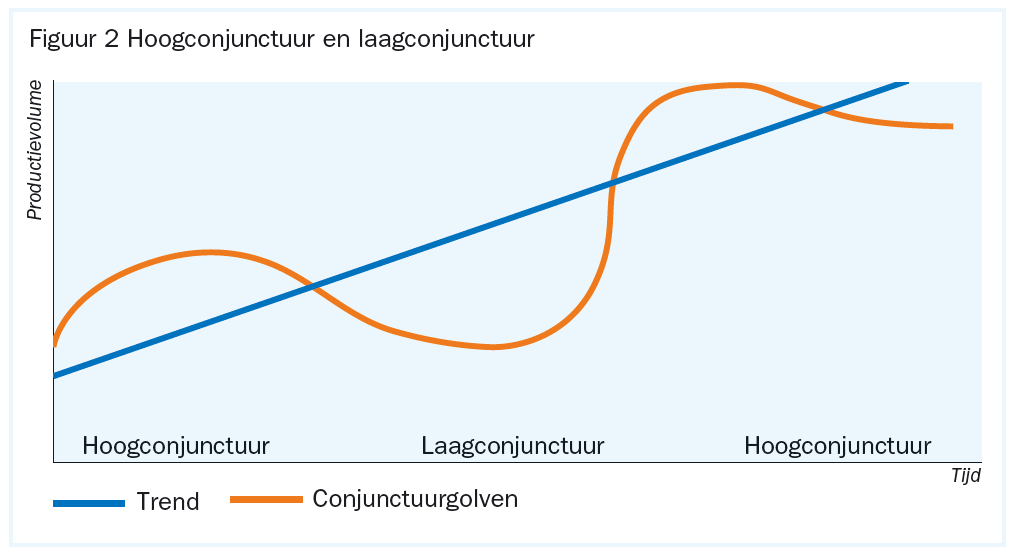 Figuur 2 Hoogconjunctuur en laagconjunctuur
Productievolume
Hoogconjunctuur
Laagconjunctuur
Hoogconjunctuur
Tijd
Trend
Conjunctuurgolven